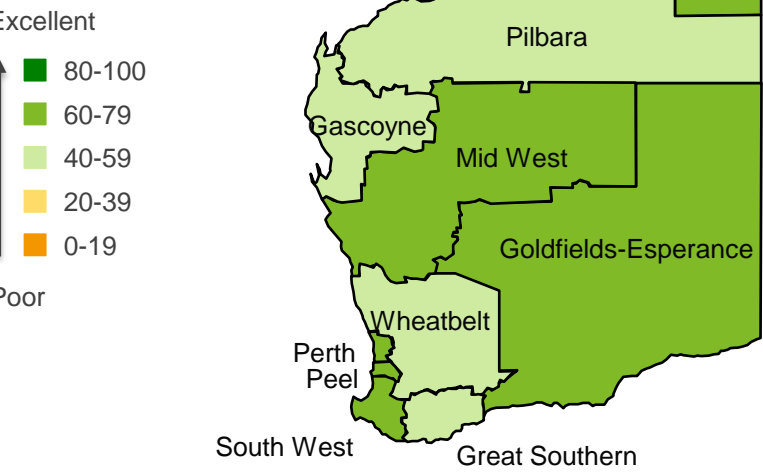 Excellent
80-100
60-79
40-59
20-39
0-19
Poor
Pilbara
Gascoyne
Mid West
Goldfields-Esperance
Wheatbelt
Perth
Peel
South West
Great Southern